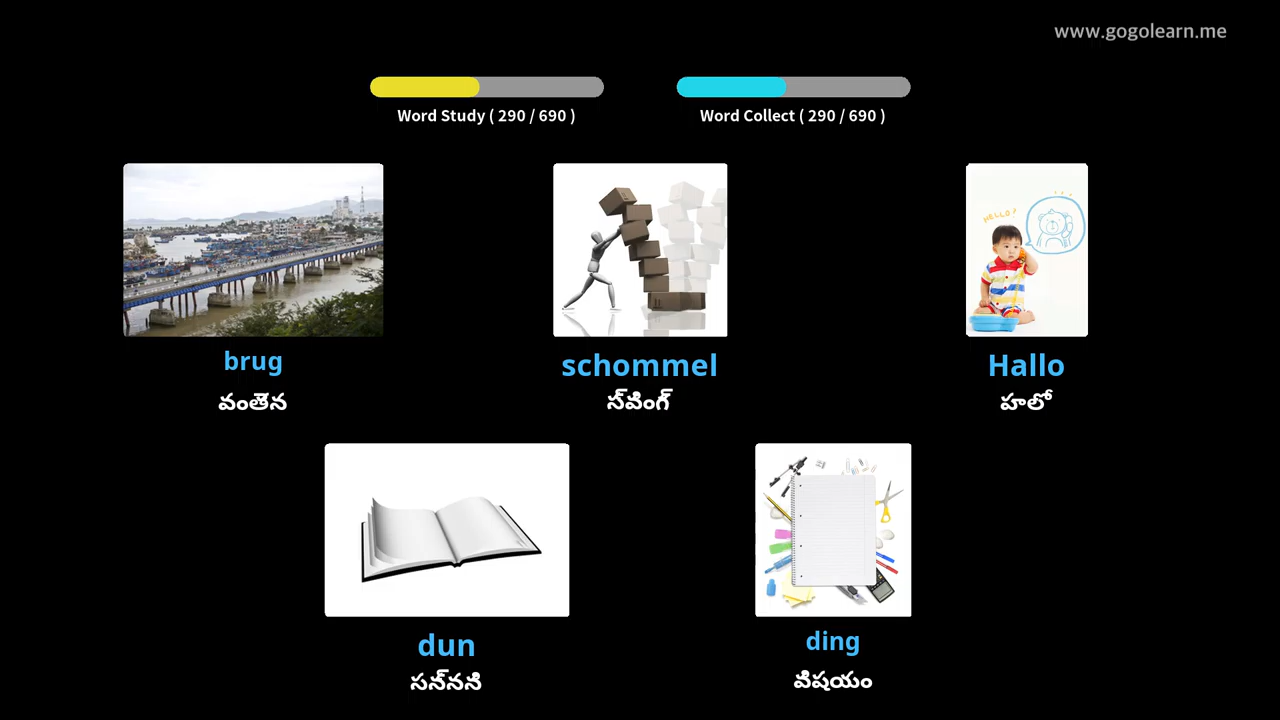 www.gogolearn.me
Word Study ( 290 / 690 )
Word Collect ( 290 / 690 )
HELLO?
brug
schommel
Hallo
వంతెన
స్వింగ్
హలో
dun
ding
సన్నని
విషయం